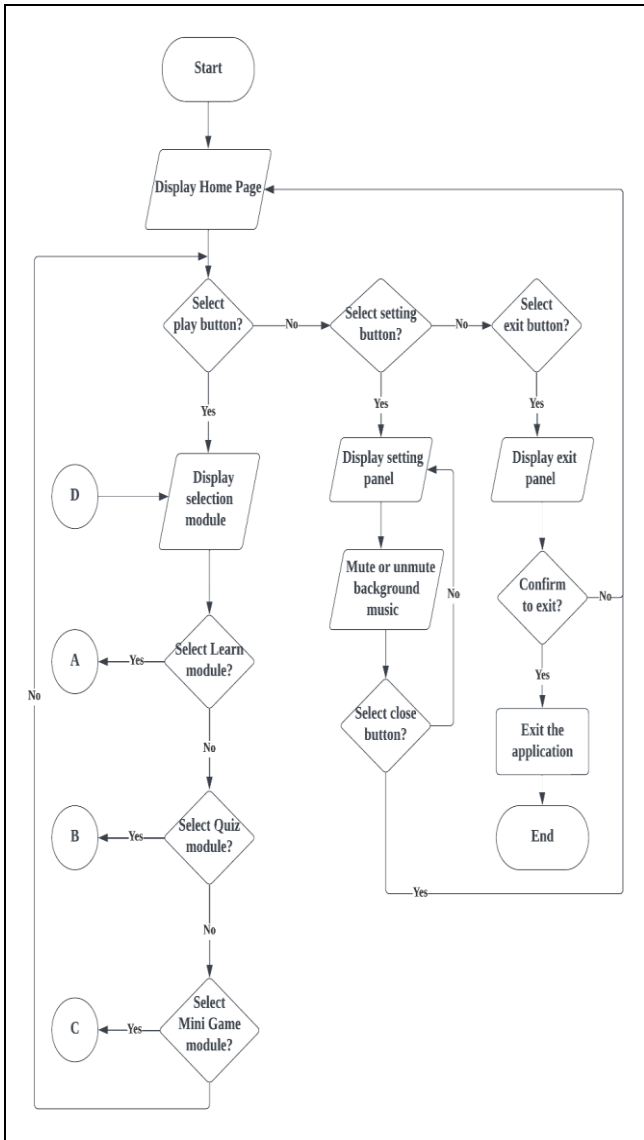 Start
Display Home Page
Select
play button?
No
Select setting
button?
No
Select
exit button?
Yes
Yes
Yes
D
Display
selection
module
Display setting
panel
Display exit
panel
Mute or unmute
background
music
No
Confirm
to exit?
No
A
Yes
Select Learn
module?
No
Select close
button?
Yes
Exit the
application
No
B
Yes
Select Quiz
module?
End
Yes
No
C
Yes
Select
Mini Game
module?